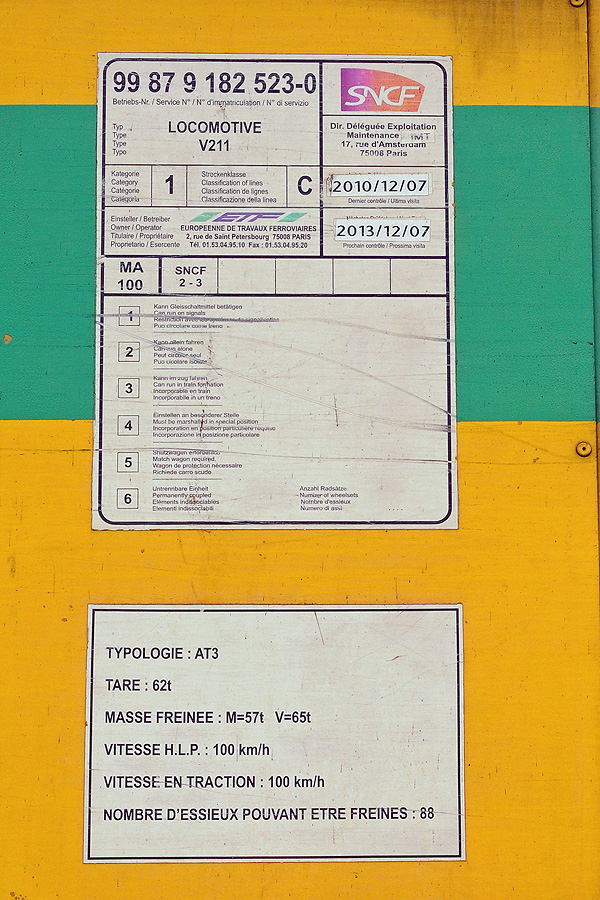 99 87 9 182 523-0
Betriebs-Nr. / Service N° / N° d'immatriculation / N° di servizio
SNCF
Typ
Type
Type
Tipo
LOCOMOTIVE
V211
Dir. Déléguée Exploitation
Maintenance IMT
17, rue d'Amsterdam
75008 Paris
Kategorie
Category
Catégorie
Categoria
1
Streckenklasse
Classification of lines
Classification de lignes
Classificazione della linea
C
2010/12/07
Dernier contrôle / Ultima visita
Einsteller / Betreiber
Owner / Operator
Titulaire / Propriétaire
Proprietario / Esercente
ETF
EUROPEENNE DE TRAVAUX FERROVIAIRES
2, rue de Saint Petersbourg 75008 PARIS
Tél. 01.53.04.95.10 Fax : 01.53.04.95.20
2013/12/07
Prochain contrôle / Prossima visita
MA
100
SNCF
2 - 3
1
Kann Gleisschaltmittel betätigen
Can run on signals
Restriction avec
Puo circolare come treno
2
Kann allein fahren
Can run alone
Peut circuler seul
Puo circolare isolato
3
Kann im zug fahren
Can run in train formation
Incorporable en train
Incorporabile in un treno
4
Einstellen an besonderer Stelle
Must be marshalled in special position
Incorporation en position particulière requise
Incorporazione in posizione particolare
5
Schutzwagen erforderlich
Match wagon required.
Wagon de protection nécessaire
Richiede carro scudo
6
Untrennbare Einheit
Permanently coupled
Eléments indissociables
Elementi indissociabili
Anzahl Radsätze
Number of wheelsets
Nombre d'essieux
Numero di assi
TYPOLOGIE : AT3
TARE : 62t
MASSE FREINEE : M=57t V=65t
VITESSE H.L.P. : 100 km/h
VITESSE EN TRACTION : 100 km/h
NOMBRE D'ESSIEUX POUVANT ETRE FREINES : 88